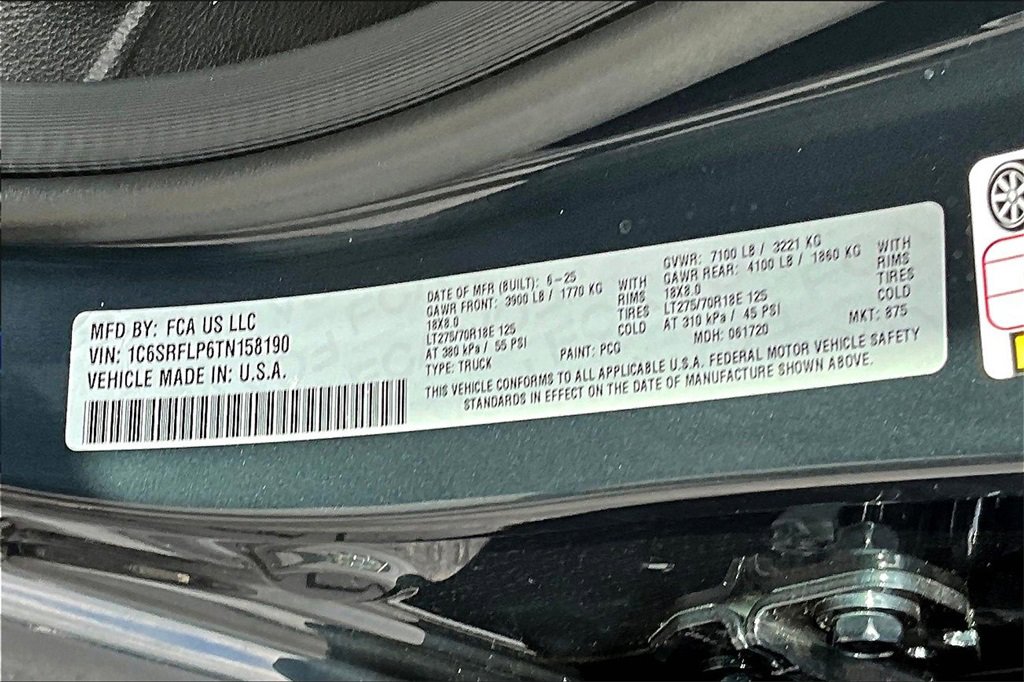 MFD BY: FCA US LLC
VIN: 1C6SRFLP6TN158190
VEHICLE MADE IN: U.S.A.
DATE OF MFR (BUILT): 6-25
GAWR FRONT: 3900 LB / 1770 KG WITH
18X8.0 RIMS
LT275/70R18E 125 TIRES
AT 380 kPa / 55 PSI COLD
TYPE: TRUCK PAINT: PCG
GVWR: 7100 LB / 3221 KG
GAWR REAR: 4100 LB / 1860 KG WITH
18X8.0 RIMS
LT275/70R18E 125 TIRES
AT 310 kPa / 45 PSI COLD
MDH: 061720 MKT: 875
THIS VEHICLE CONFORMS TO ALL APPLICABLE U.S.A. FEDERAL MOTOR VEHICLE SAFETY
STANDARDS IN EFFECT ON THE DATE OF MANUFACTURE SHOWN ABOVE.